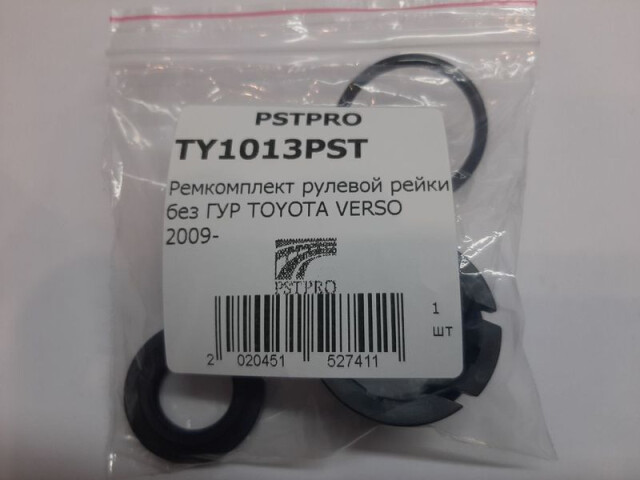 PSTPRO
TY1013PST
Ремкомплект рулевой рейки
без ГУР TOYOTA VERSO
2009-
PSTPRO
1
шт
2 020451 527411